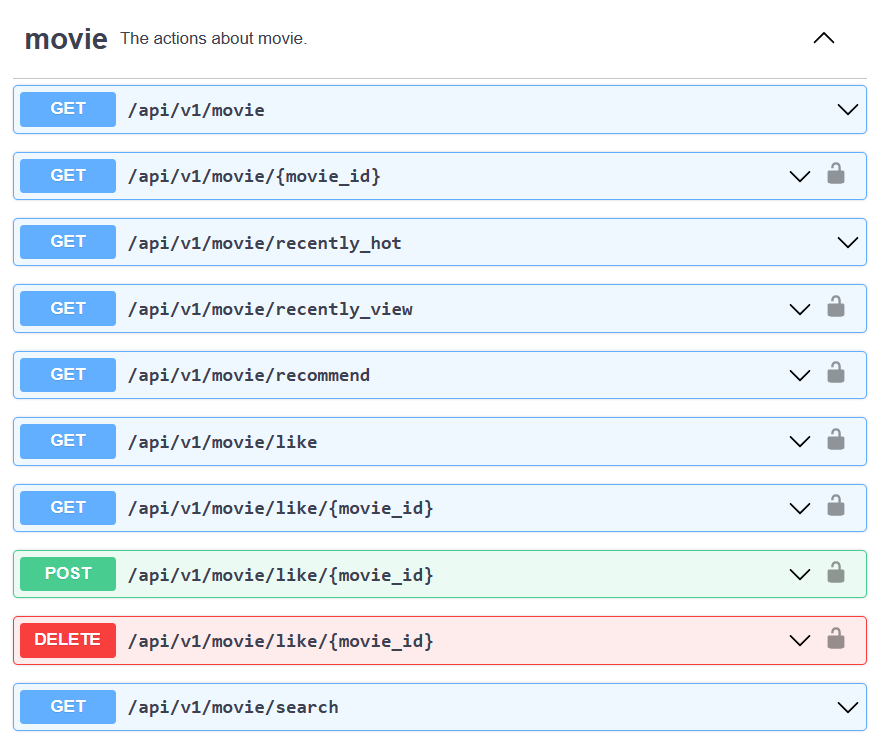 movie The actions about movie.
GET /api/v1/movie
GET /api/v1/movie/{movie_id}
GET /api/v1/movie/recently_hot
GET /api/v1/movie/recently_view
GET /api/v1/movie/recommend
GET /api/v1/movie/like
GET /api/v1/movie/like/{movie_id}
POST /api/v1/movie/like/{movie_id}
DELETE /api/v1/movie/like/{movie_id}
GET /api/v1/movie/search